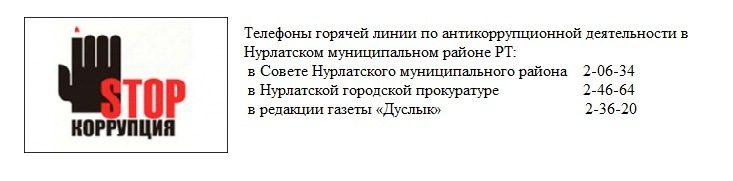 STOP
КОРРУПЦИЯ
Телефоны горячей линии по антикоррупционной деятельности в
Нурлатском муниципальном районе РТ:
в Совете Нурлатского муниципального района 2-06-34
в Нурлатской городской прокуратуре 2-46-64
в редакции газеты «Дуслык» 2-36-20